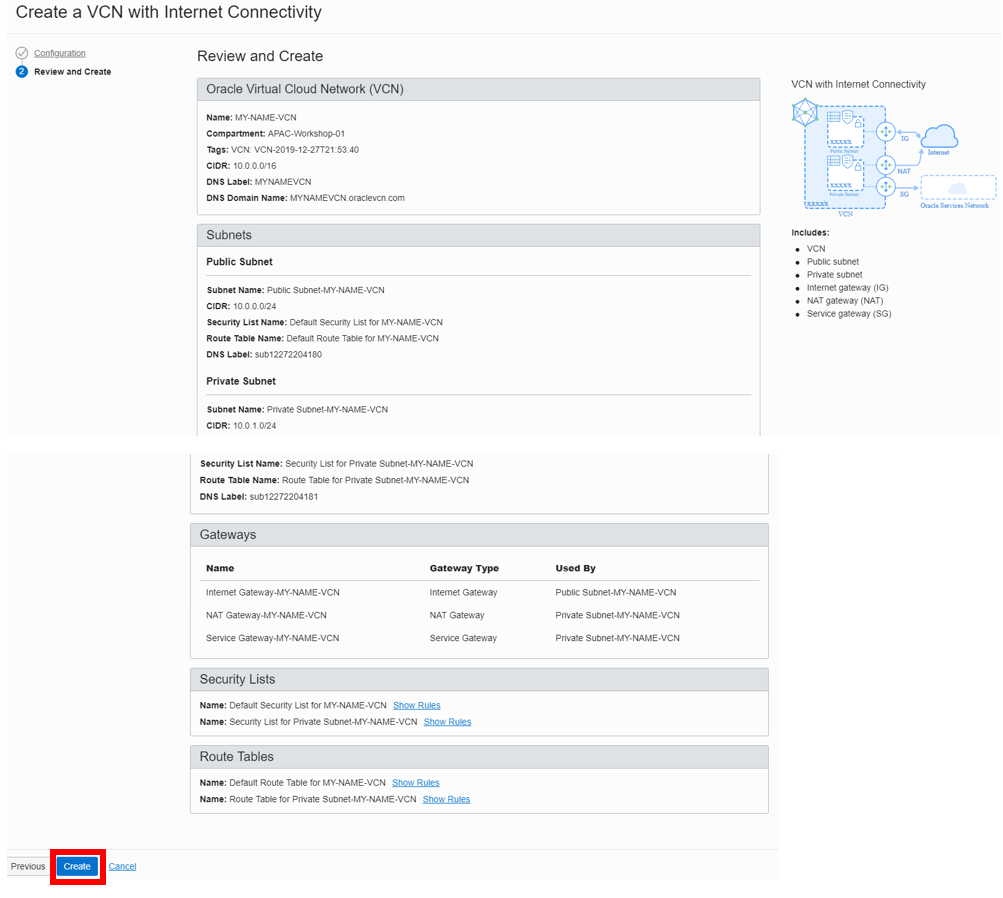 Create a VCN with Internet Connectivity
Configuration
2 Review and Create
Review and Create
Oracle Virtual Cloud Network (VCN)
Name: MY-NAME-VCN
Compartment: APAC-Workshop-01
Tags: VCN: VCN-2019-12-27T21:53:40
CIDR: 10.0.0.0/16
DNS Label: MYNAMEVCN
DNS Domain Name: MYNAMEVCN.oraclevcn.com
Subnets
Public Subnet
Subnet Name: Public Subnet-MY-NAME-VCN
CIDR: 10.0.0.0/24
Security List Name: Default Security List for MY-NAME-VCN
Route Table Name: Default Route Table for MY-NAME-VCN
DNS Label: sub12272204180
Private Subnet
Subnet Name: Private Subnet-MY-NAME-VCN
CIDR: 10.0.1.0/24
VCN with Internet Connectivity
xxxx/x
Public Subnet
IG
Internet
NAT
xxxx/x
Private Subnet
SG
Oracle Services Network
xxxx/x
VCN
Includes:
• VCN
• Public subnet
• Private subnet
• Internet gateway (IG)
• NAT gateway (NAT)
• Service gateway (SG)
Security List Name: Security List for Private Subnet-MY-NAME-VCN
Route Table Name: Route Table for Private Subnet-MY-NAME-VCN
DNS Label: sub12272204181
Gateways
Name Gateway Type Used By
Internet Gateway-MY-NAME-VCN Internet Gateway Public Subnet-MY-NAME-VCN
NAT Gateway-MY-NAME-VCN NAT Gateway Private Subnet-MY-NAME-VCN
Service Gateway-MY-NAME-VCN Service Gateway Private Subnet-MY-NAME-VCN
Security Lists
Name: Default Security List for MY-NAME-VCN Show Rules
Name: Security List for Private Subnet-MY-NAME-VCN Show Rules
Route Tables
Name: Default Route Table for MY-NAME-VCN Show Rules
Name: Route Table for Private Subnet-MY-NAME-VCN Show Rules
Previous Create Cancel